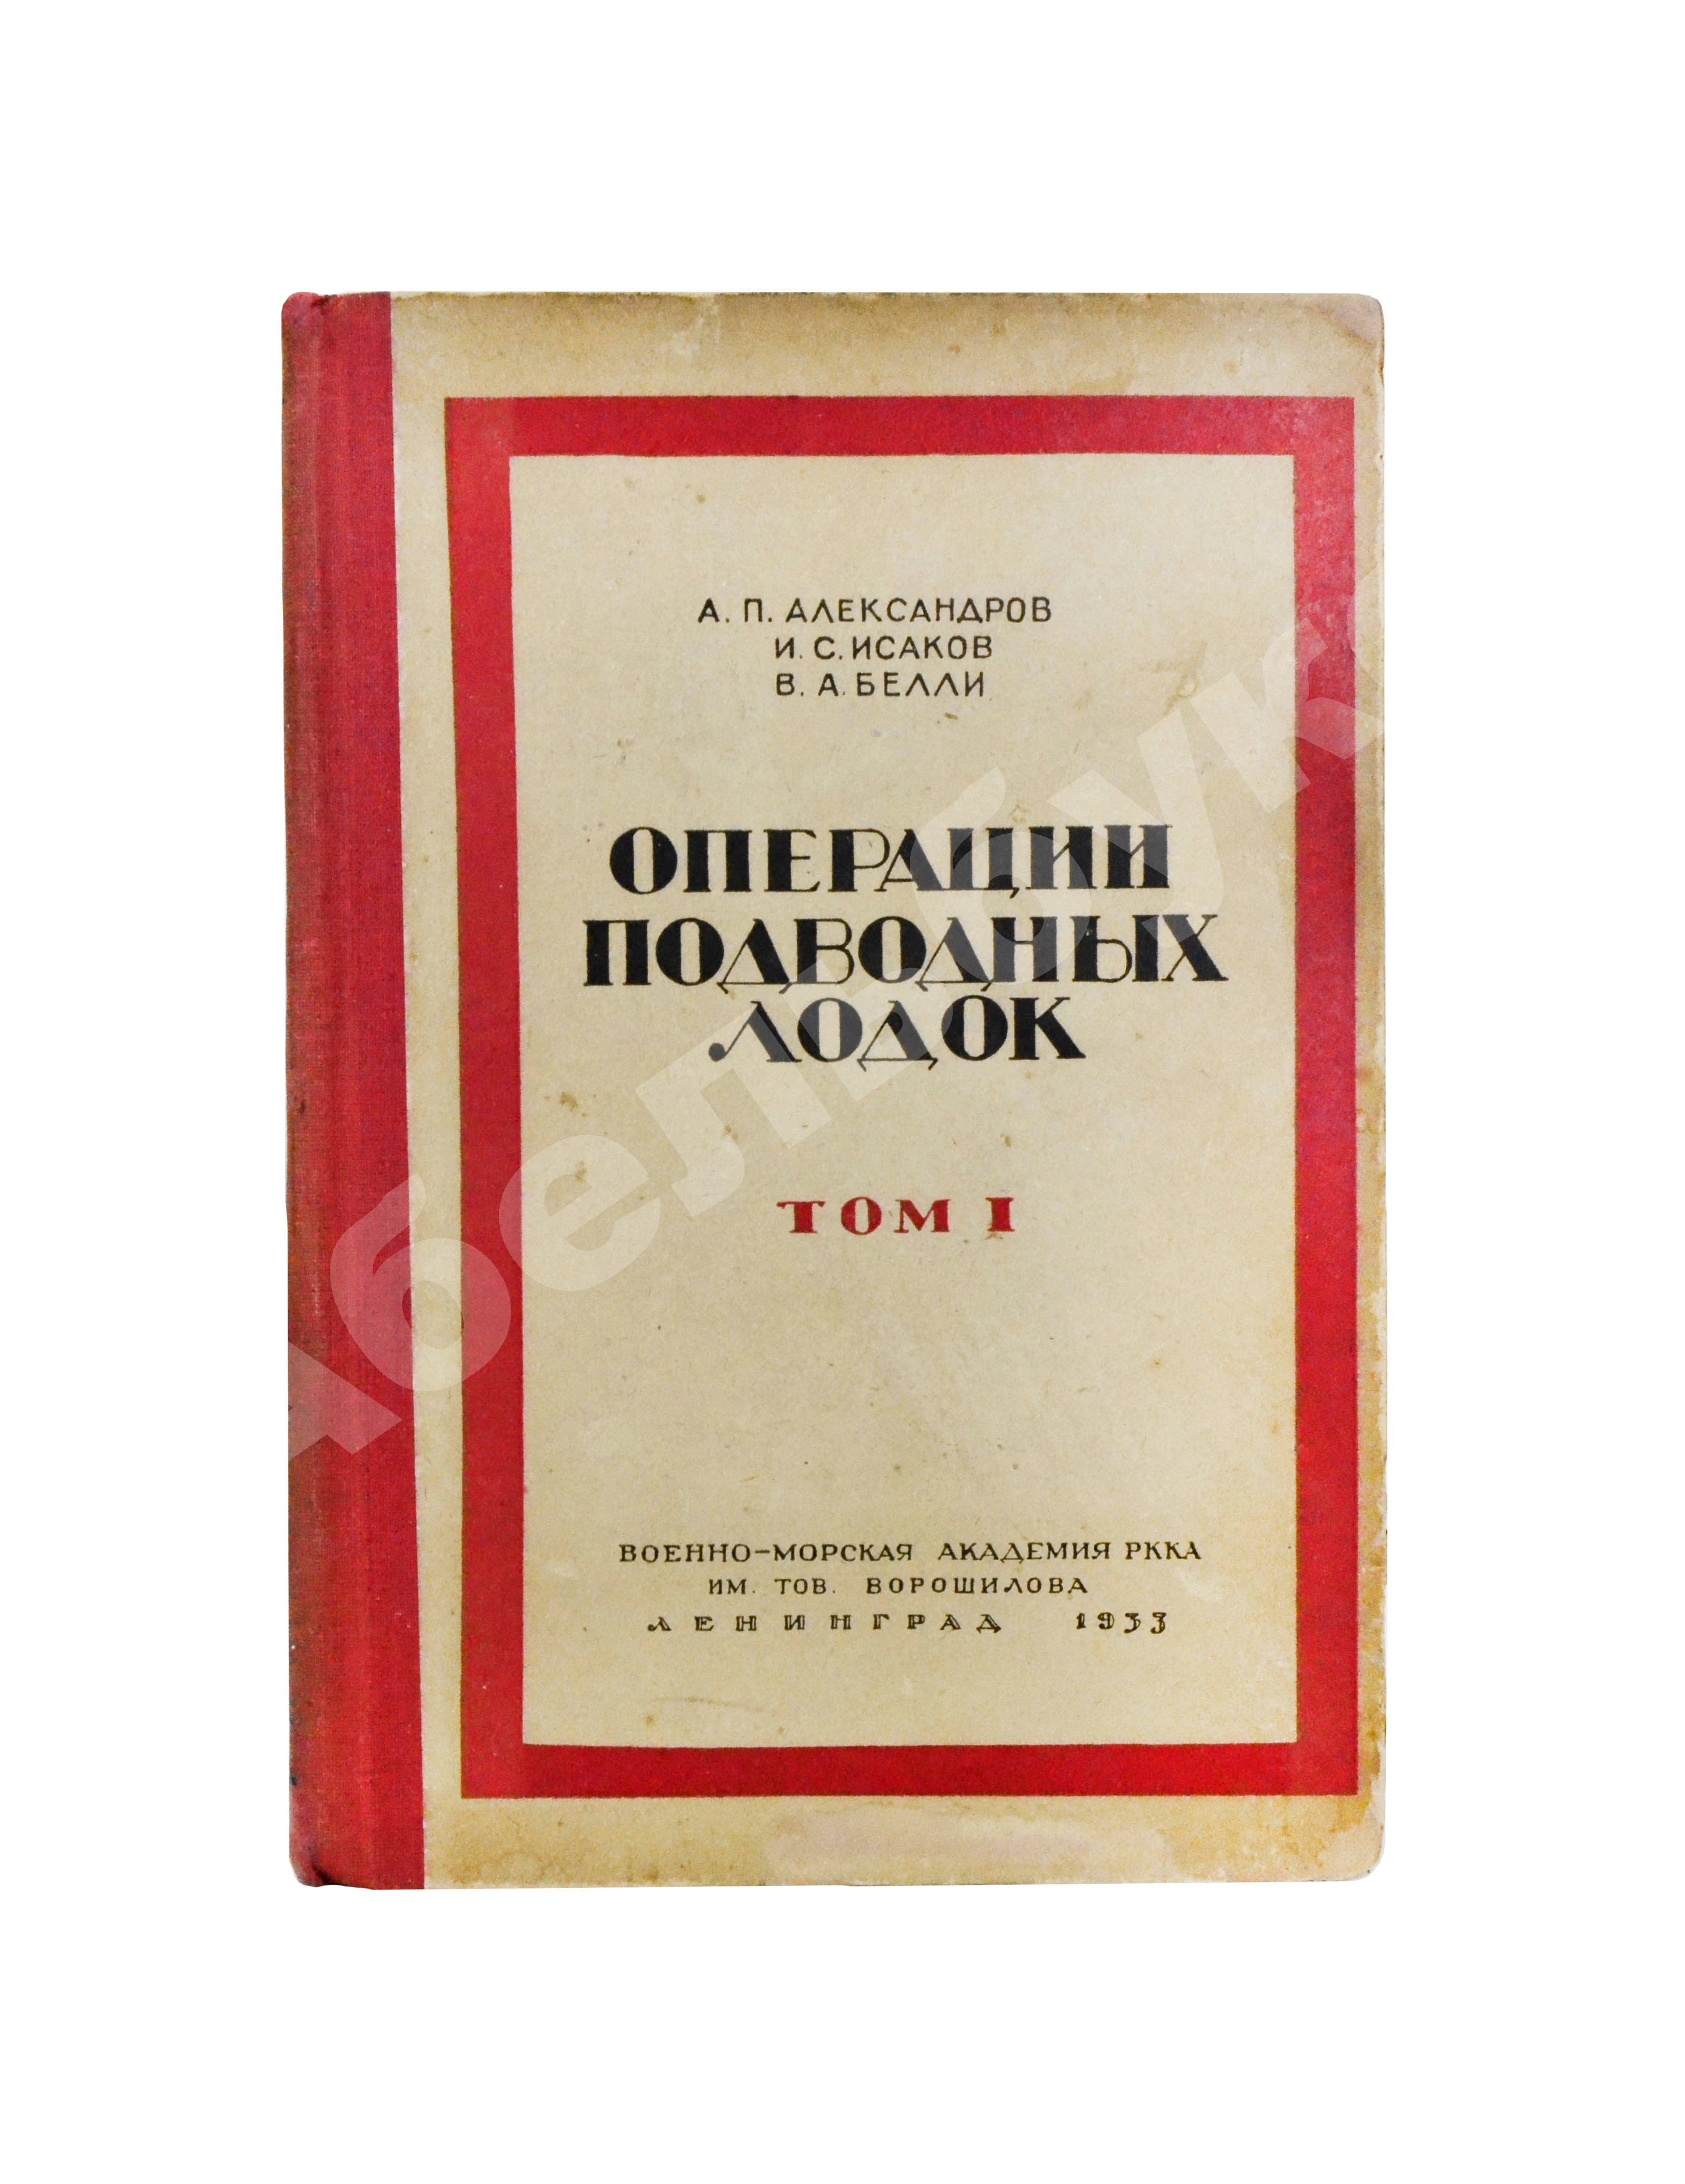 А. П. АЛЕКСАНДРОВ
И. С. ИСАКОВ
В. А. БЕЛЛИ
ОПЕРАЦИИ
ПОДВОДНЫХ
ЛОДОК
ТОМ I
ВОЕННО-МОРСКАЯ АКАДЕМИЯ РККА
ИМ. ТОВ. ВОРОШИЛОВА
ЛЕНИНГРАД 1933